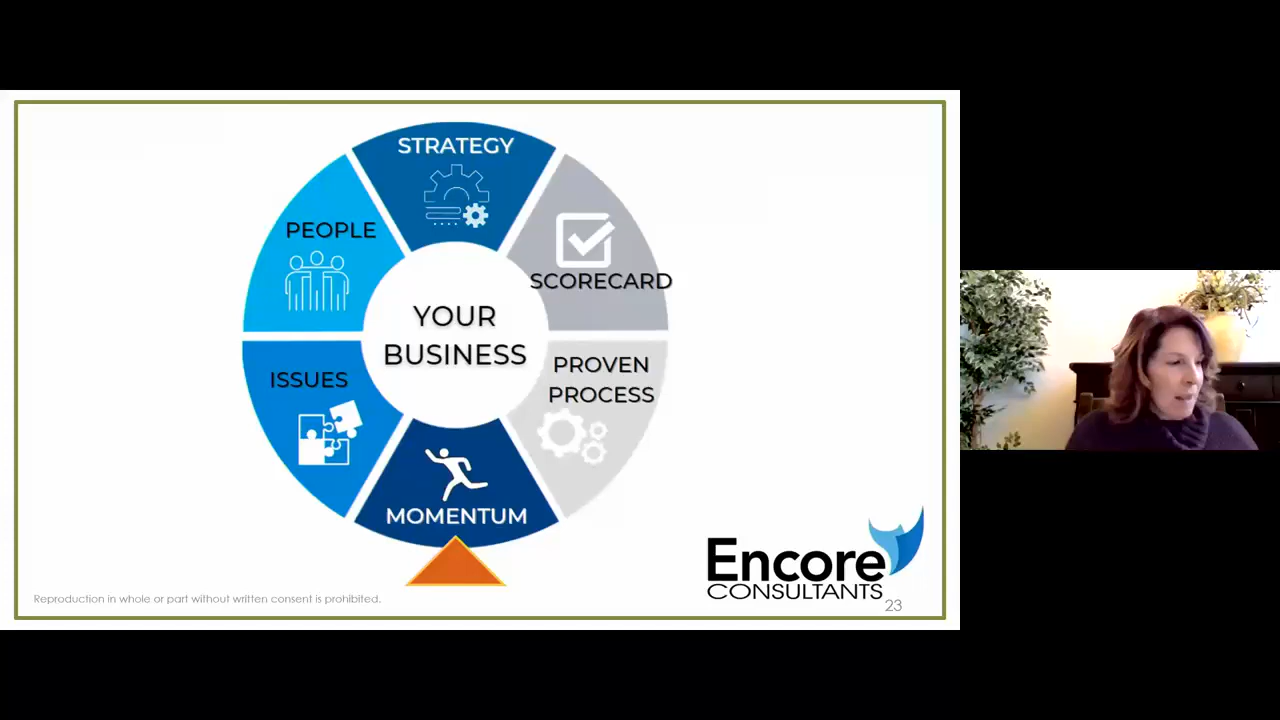 STRATEGY
PEOPLE
SCORECARD
YOUR
BUSINESS
ISSUES
PROVEN
PROCESS
MOMENTUM
Encore
CONSULTANTS
Reproduction in whole or part without written consent is prohibited.
23